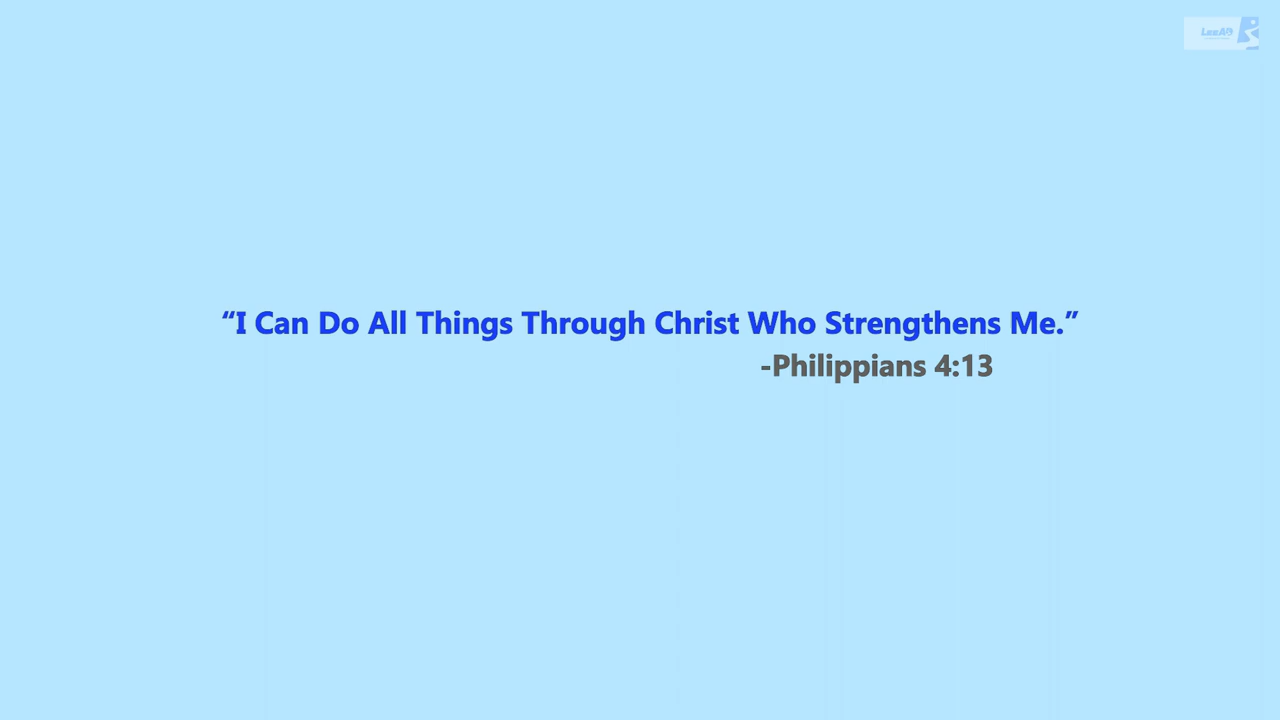 “I Can Do All Things Through Christ Who Strengthens Me.”
-Philippians 4:13